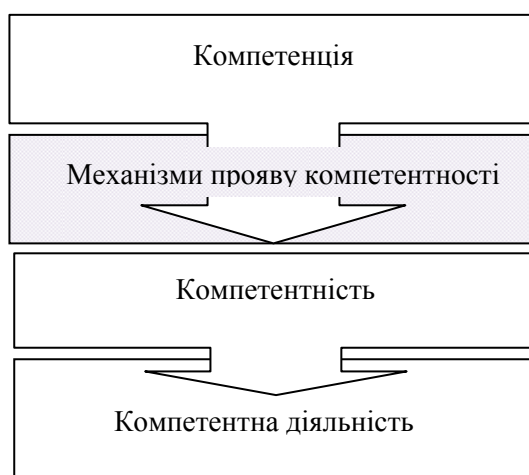 Компетенція
Механізми прояву компетентності
Компетентність
Компетентна діяльність